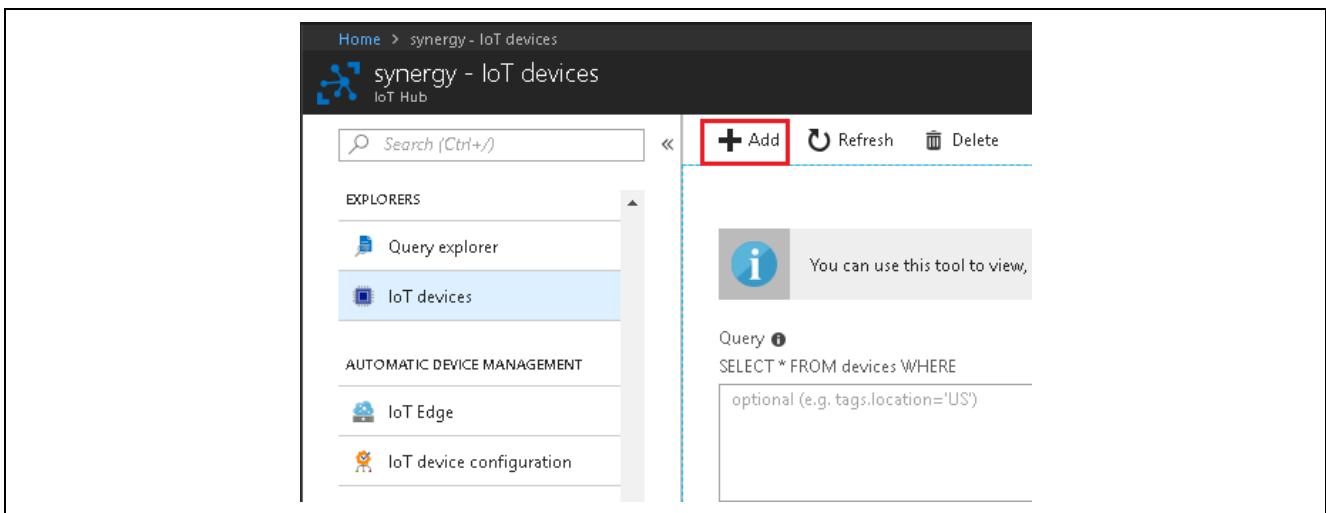 Home > synergy - IoT devices
synergy - IoT devices
IoT Hub
Search (Ctrl+/)
«
Add Refresh Delete
EXPLORERS
Query explorer
IoT devices
You can use this tool to view,
Query
SELECT * FROM devices WHERE
optional (e.g. tags.location='US')
AUTOMATIC DEVICE MANAGEMENT
IoT Edge
IoT device configuration